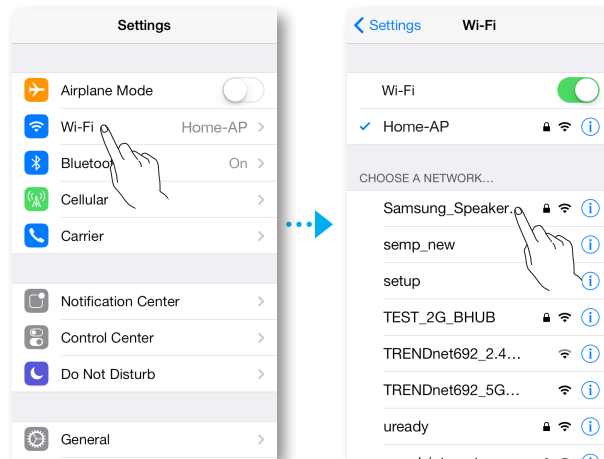 Settings
Airplane Mode
Wi-Fi Home-AP
On
Cellular
Carrier
Notification Center
Control Center
Do Not Disturb
General
Settings Wi-Fi
Wi-Fi
Home-AP
CHOOSE A NETWORK...
Samsung_Speaker...
semp_new
setup
TEST_2G_BHUB
TRENDnet692_2.4...
TRENDnet692_5G...
uready